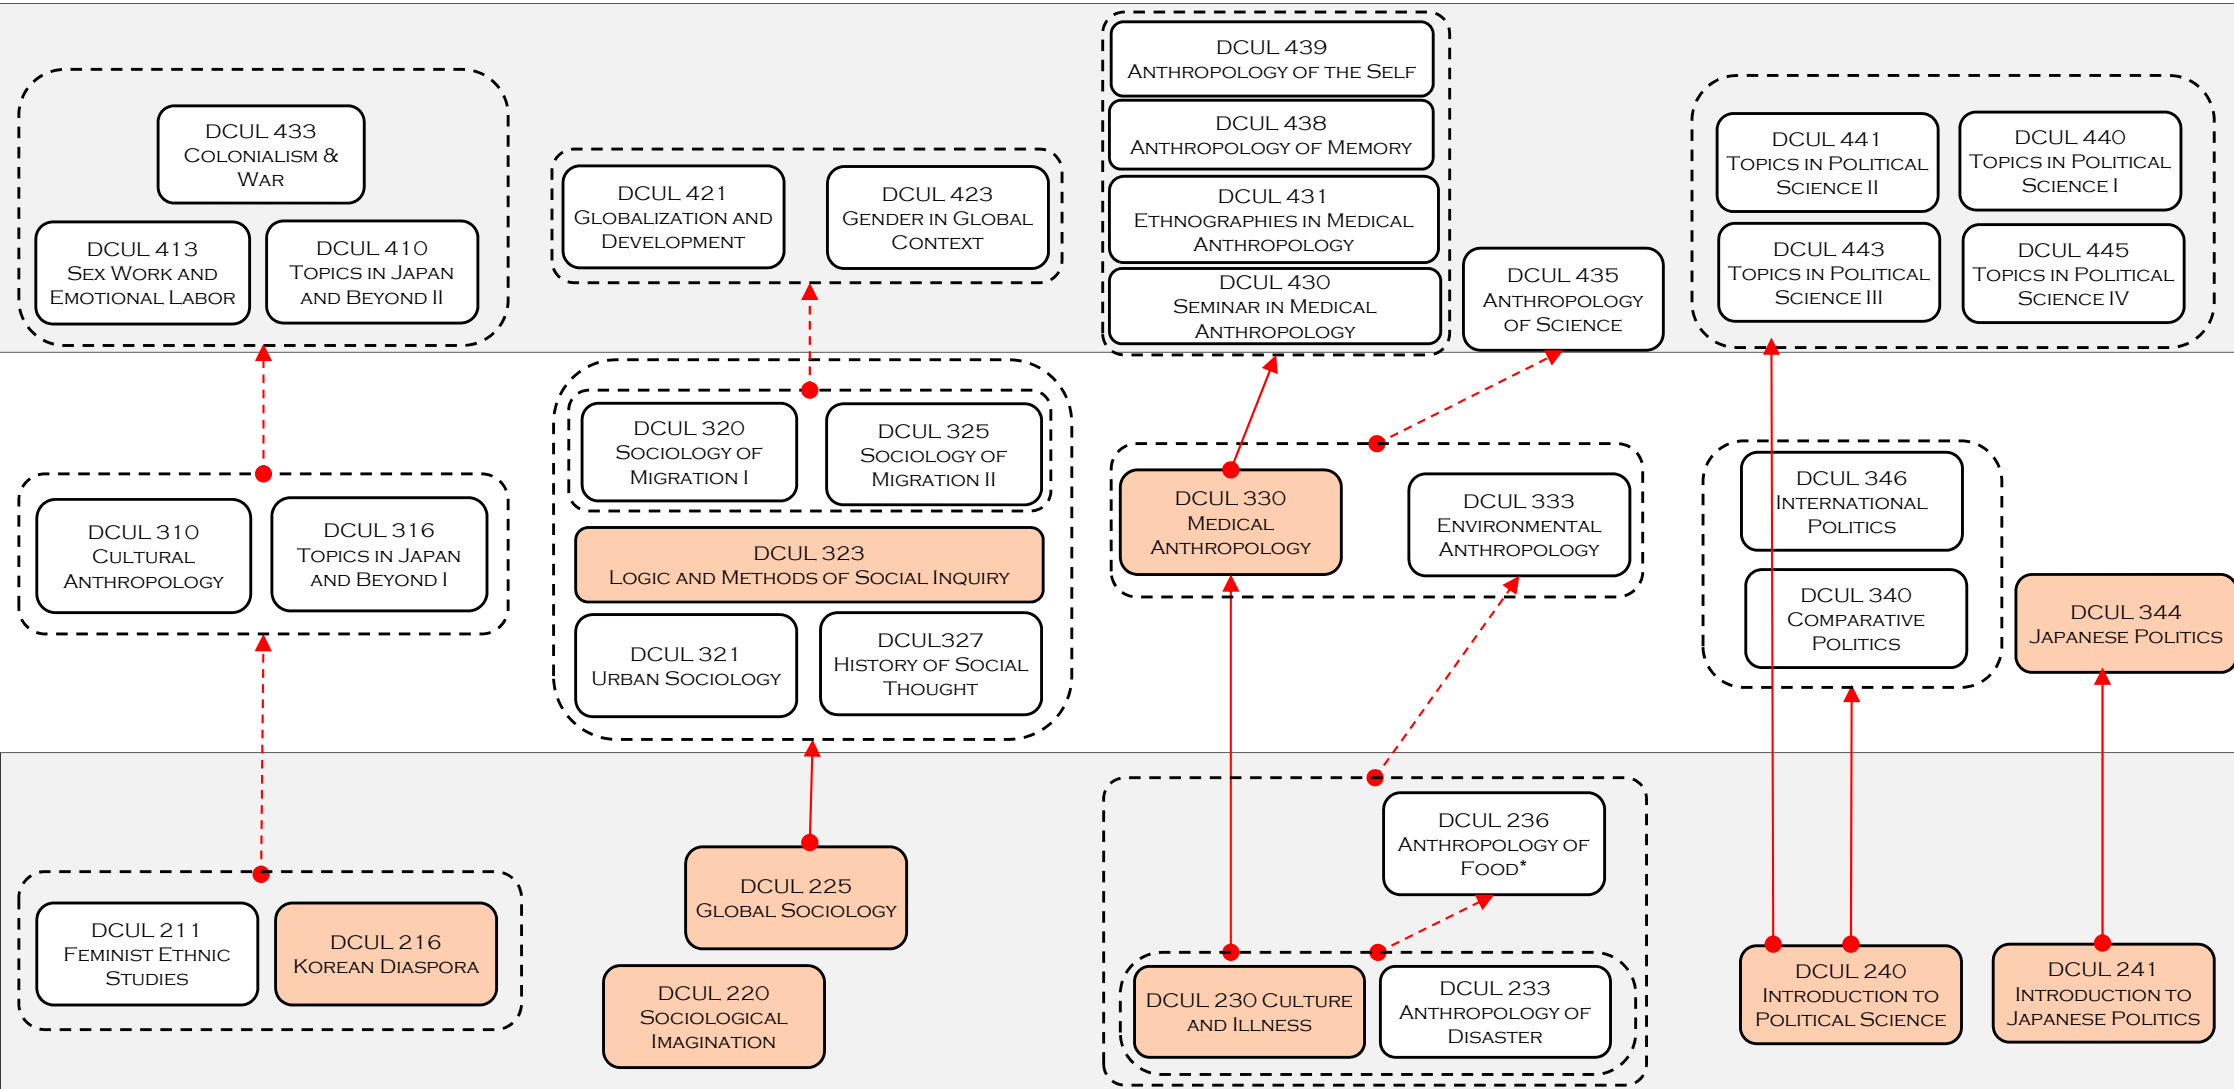 DCUL 439
Anthropology of the Self
DCUL 438
Anthropology of Memory
DCUL 431
Ethnographies in Medical
Anthropology
DCUL 430
Seminar in Medical
Anthropology
DCUL 433
Colonialism &
War
DCUL 413
Sex Work and
Emotional Labor
DCUL 410
Topics in Japan
and Beyond II
DCUL 421
Globalization and
Development
DCUL 423
Gender in Global
Context
DCUL 435
Anthropology
of Science
DCUL 441
Topics in Political
Science II
DCUL 440
Topics in Political
Science I
DCUL 443
Topics in Political
Science III
DCUL 445
Topics in Political
Science IV
DCUL 310
Cultural
Anthropology
DCUL 316
Topics in Japan
and Beyond I
DCUL 320
Sociology of
Migration I
DCUL 325
Sociology of
Migration II
DCUL 323
Logic and Methods of Social Inquiry
DCUL 321
Urban Sociology
DCUL327
History of Social
Thought
DCUL 330
Medical
Anthropology
DCUL 333
Environmental
Anthropology
DCUL 346
International
Politics
DCUL 340
Comparative
Politics
DCUL 344
Japanese Politics
DCUL 211
Feminist Ethnic
Studies
DCUL 216
Korean Diaspora
DCUL 225
Global Sociology
DCUL 220
Sociological
Imagination
DCUL 236
Anthropology of
Food*
DCUL 230 Culture
and Illness
DCUL 233
Anthropology of
Disaster
DCUL 240
Introduction to
Political Science
DCUL 241
Introduction to
Japanese Politics